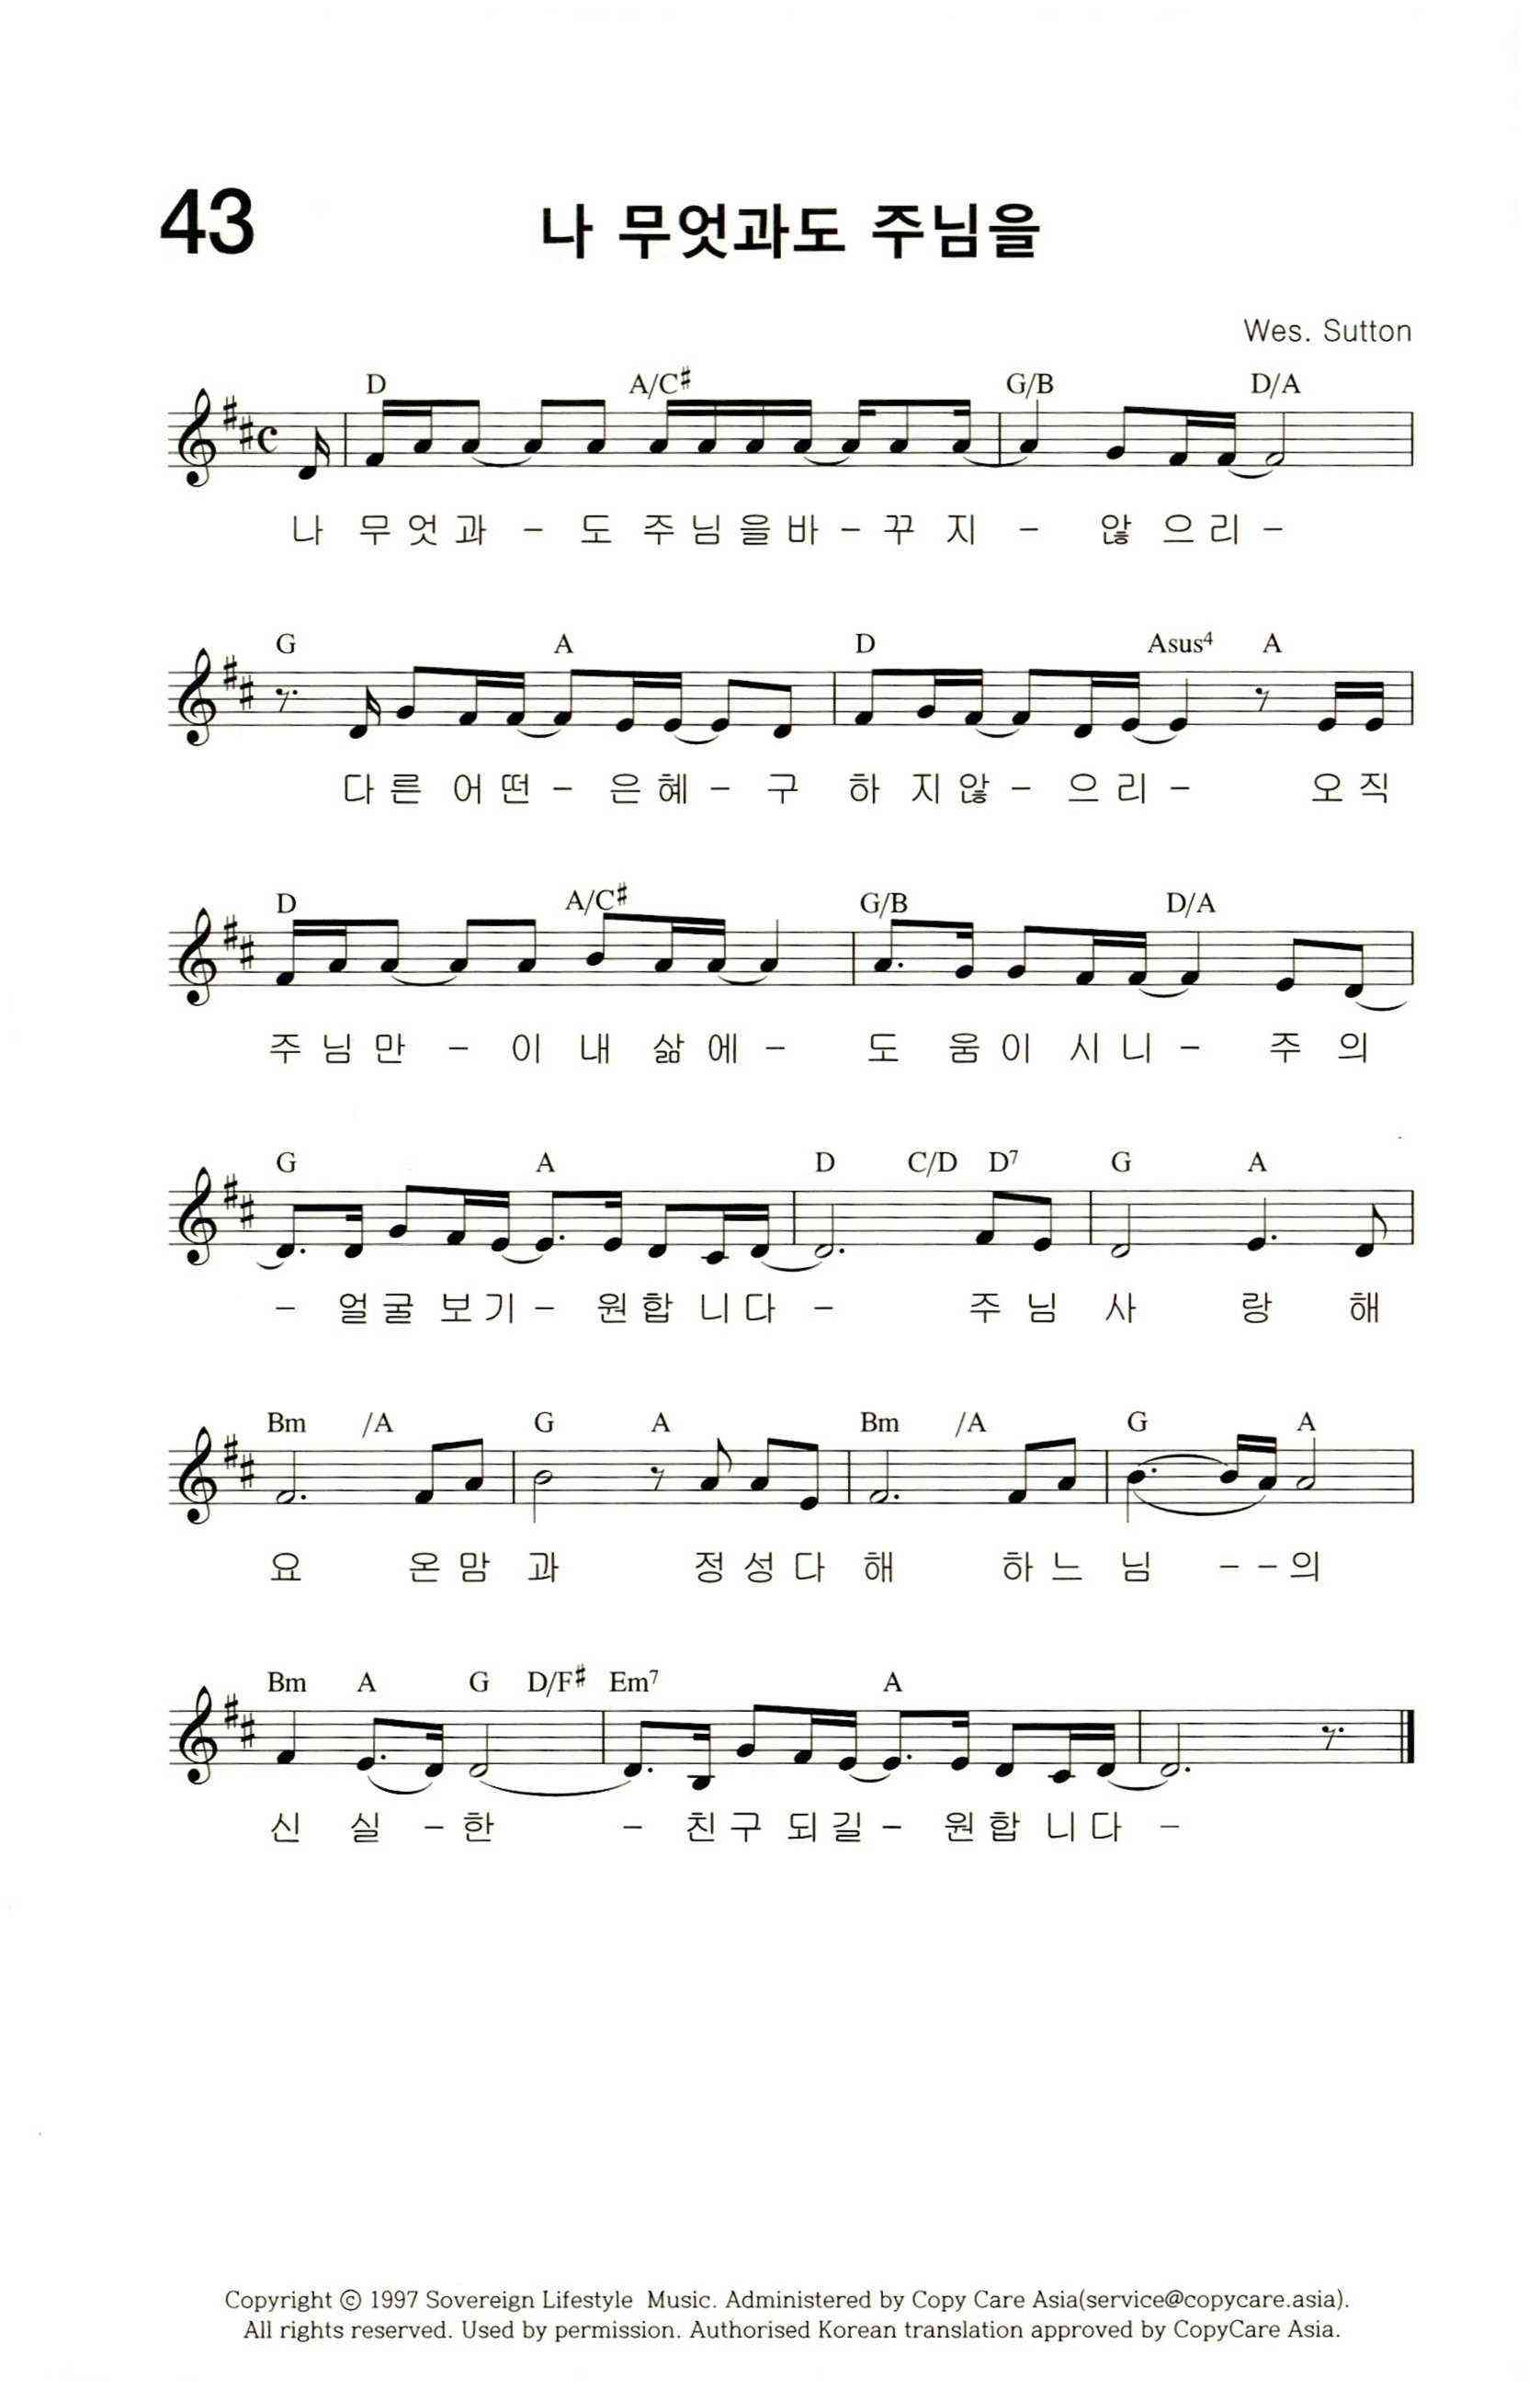 43
나 무엇과도 주님을
Wes. Sutton
D A/C♯ G/B D/A
나 무 엇 과 – 도 주 님 을 바 – 꾸 지 – 않 으 리 –
G A D Asus4 A
다 른 어 떤 – 은 혜 – 구 하 지 않 – 으 리 – 오 직
D A/C♯ G/B D/A
주 님 만 – 이 내 삶 에 – 도 움 이 시 니 – 주 의
G A D C/D D7 G A
– 얼 굴 보 기 – 원 합 니 다 – 주 님 사 랑 해
Bm /A G A Bm /A G A
요 온 맘 과 정 성 다 해 하 느 님 – – 의
Bm A G D/F♯ Em7 A
신 실 – 한 – 친 구 되 길 – 원 합 니 다 –
Copyright ⓒ 1997 Sovereign Lifestyle Music. Administered by Copy Care Asia(service@copycare.asia).
All rights reserved. Used by permission. Authorised Korean translation approved by CopyCare Asia.